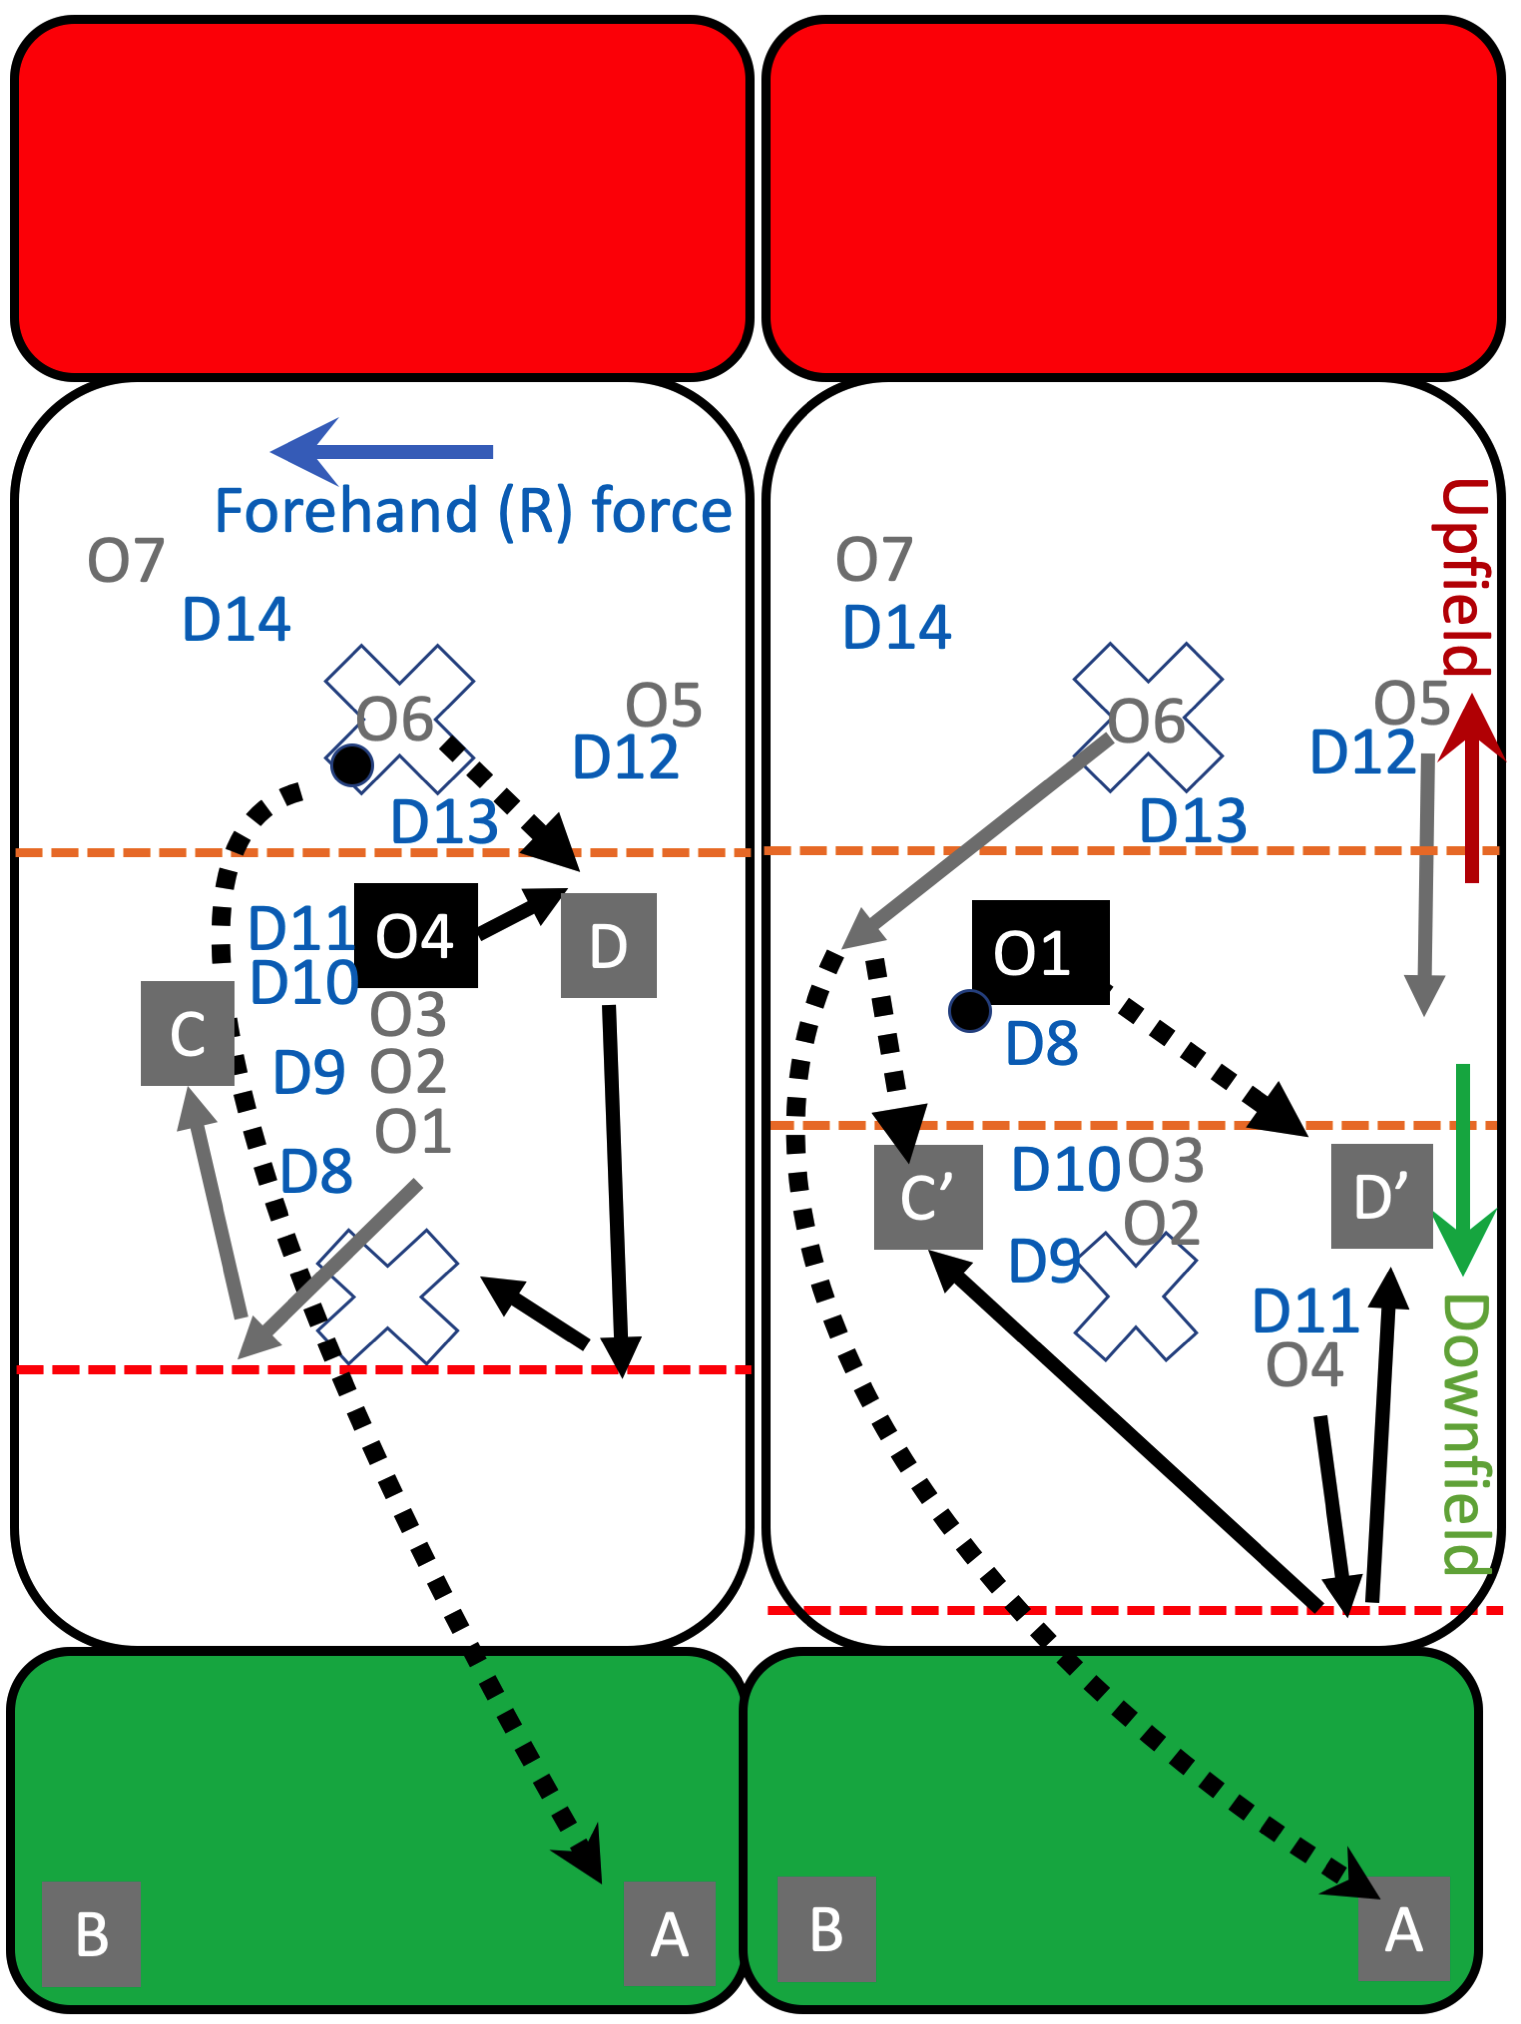 Forehand (R) force
O7
D14
O6
O5
D12
D13
D11
O4
D
D10
O3
C
D9
O2
O1
D8
B
A
Upfield
O7
D14
O6
O5
D12
D13
O1
D8
C’
D10
O3
D’
O2
D9
D11
O4
Downfield
B
A